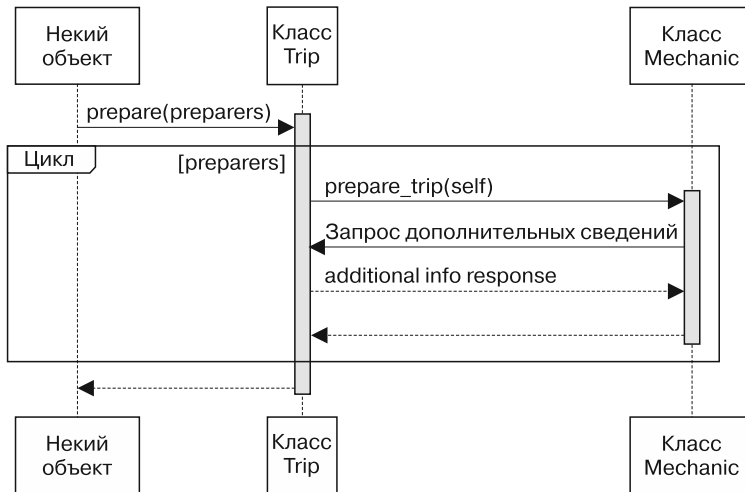 Некий
объект
Класс
Trip
Класс
Mechanic
prepare(preparers)
Цикл
[preparers]
prepare_trip(self)
Запрос дополнительных сведений
additional info response
Некий
объект
Класс
Trip
Класс
Mechanic